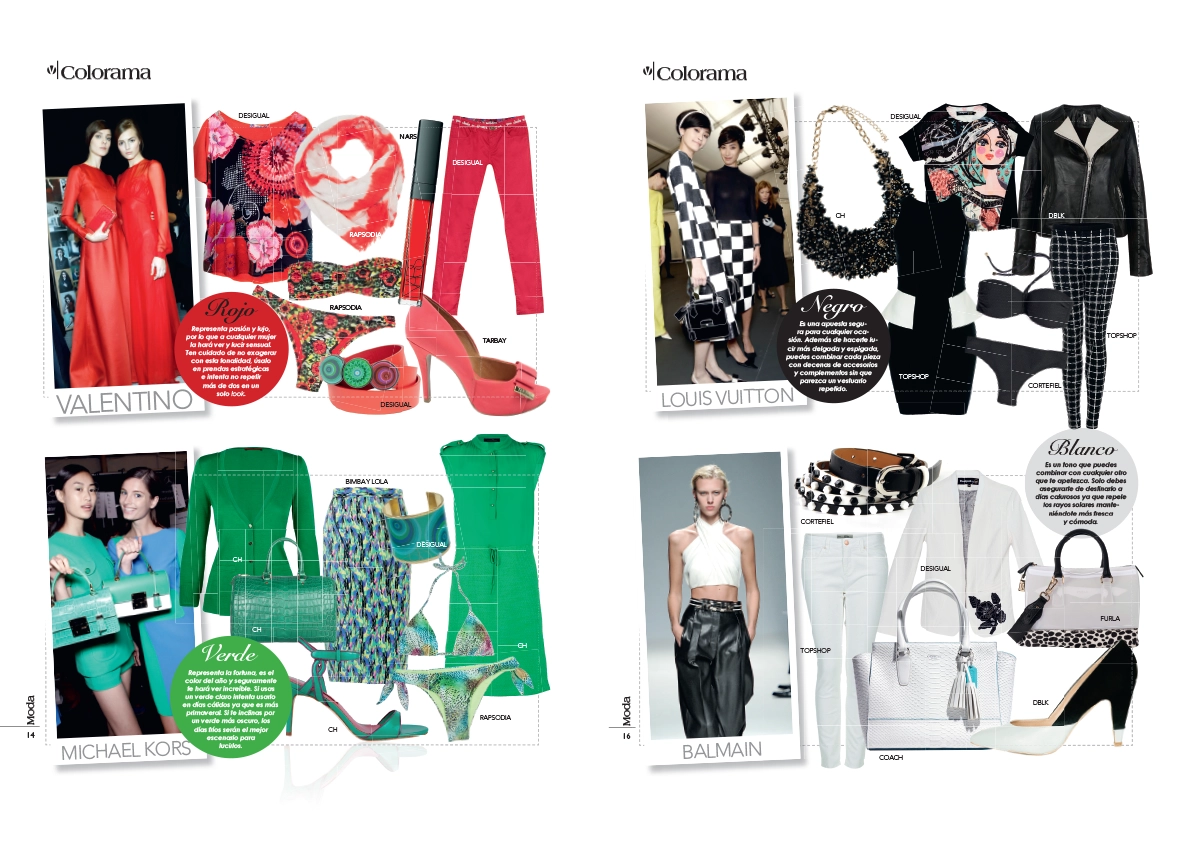 Colorama
DESIGUAL
NARS
DESIGUAL
RAPSODIA
RAPSODIA
Rojo
Representa pasión y lujo,
por lo que a cualquier mujer
la hará ver y lucir sensual.
Ten cuidado de no exagerar
con esta tonalidad, úsalo
en prendas estratégicas
e intenta no repetir
más de dos en un
solo look.
TARBAY
DESIGUAL
VALENTINO
BIMBAY LOLA
DESIGUAL
CH
CH
CH
Verde
Representa la fortuna, es el
color del año y seguramente
te hará ver increíble. Si usas
un verde claro intenta usarlo
en días cálidos ya que es más
primaveral. Si te inclinas por
un verde más oscuro, los
días fríos serán el mejor
escenario para
lucirlos.
RAPSODIA
CH
MICHAEL KORS
Moda
14
Colorama
DESIGUAL
CH
DBLK
Negro
Es una apuesta segu-
ra para cualquier oca-
sión. Además de hacerte lu-
cir más delgada y espigada,
puedes combinar cada pieza
con decenas de accesorios
y complementos sin que
parezca un vestuario
repetido.
TOPSHOP
TOPSHOP
CORTEFIEL
LOUIS VUITTON
Blanco
Es un tono que puedes
combinar con cualquier otro
que te apetezca. Solo debes
asegurarte de destinarlo a
días calurosos ya que repele
los rayos solares mante-
niéndote más fresca
y cómoda.
CORTEFIEL
DESIGUAL
FURLA
TOPSHOP
DBLK
COACH
BALMAIN
Moda
16